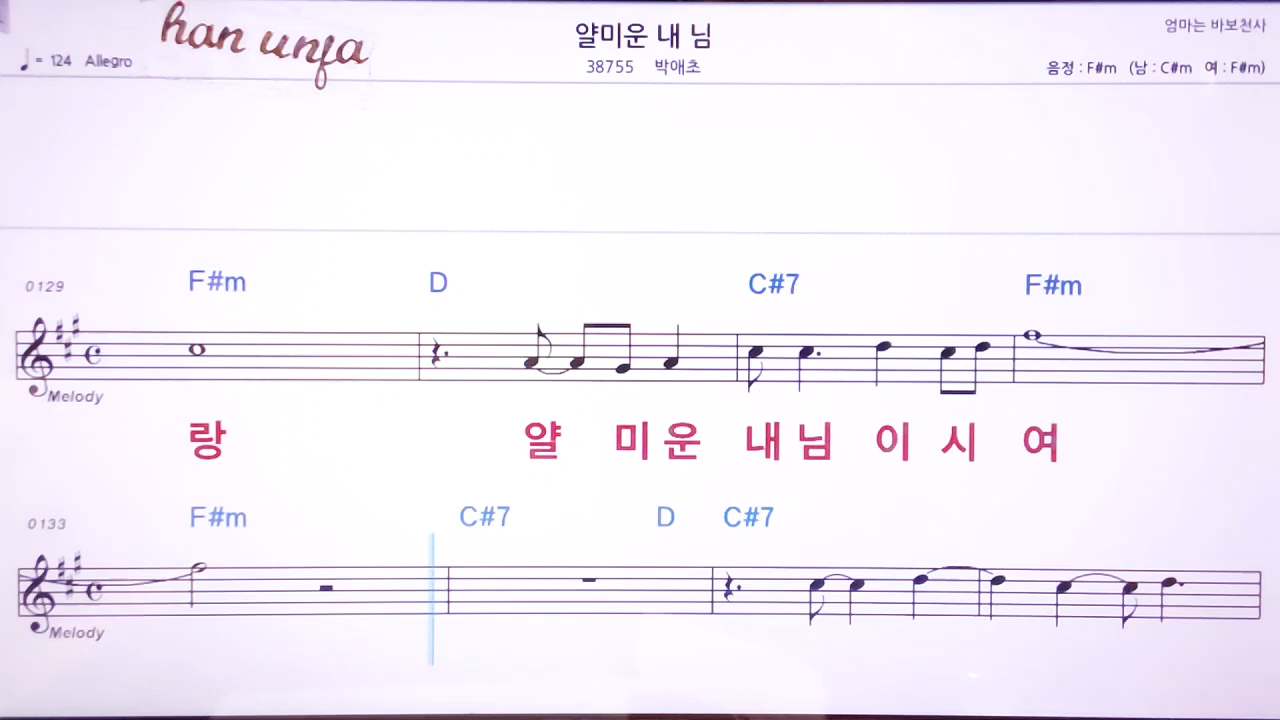 han unja
얄미운 내 님
엄마는 바보천사
♩ = 124 Allegro
38755 박애초
음정 : F#m (남 : C#m 여 : F#m)
0129 F#m D C#7 F#m
Melody
랑 얄 미 운 내 님 이 시 여
0133 F#m C#7 D C#7
Melody